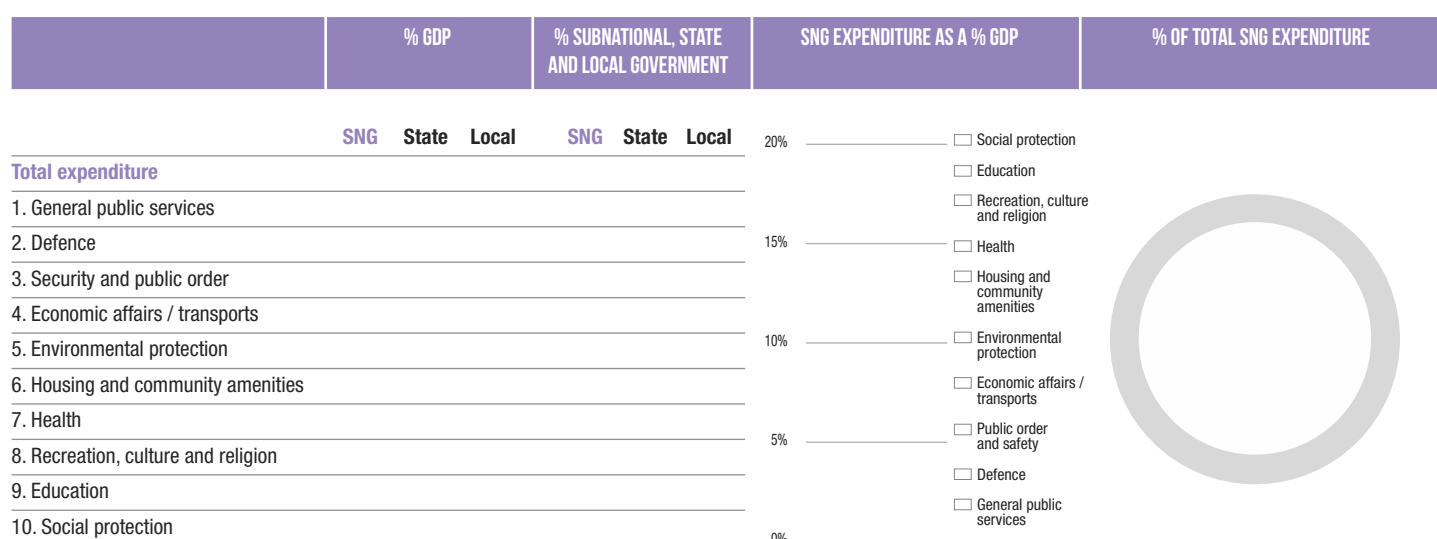 % GDP
% SUBNATIONAL, STATE
AND LOCAL GOVERNMENT
SNG EXPENDITURE AS A % GDP
% OF TOTAL SNG EXPENDITURE
SNG State Local SNG State Local
Total expenditure
1. General public services
2. Defence
3. Security and public order
4. Economic affairs / transports
5. Environmental protection
6. Housing and community amenities
7. Health
8. Recreation, culture and religion
9. Education
10. Social protection
20%
15%
10%
5%
0%
Social protection
Education
Recreation, culture
and religion
Health
Housing and
community
amenities
Environmental
protection
Economic affairs /
transports
Public order
and safety
Defence
General public
services